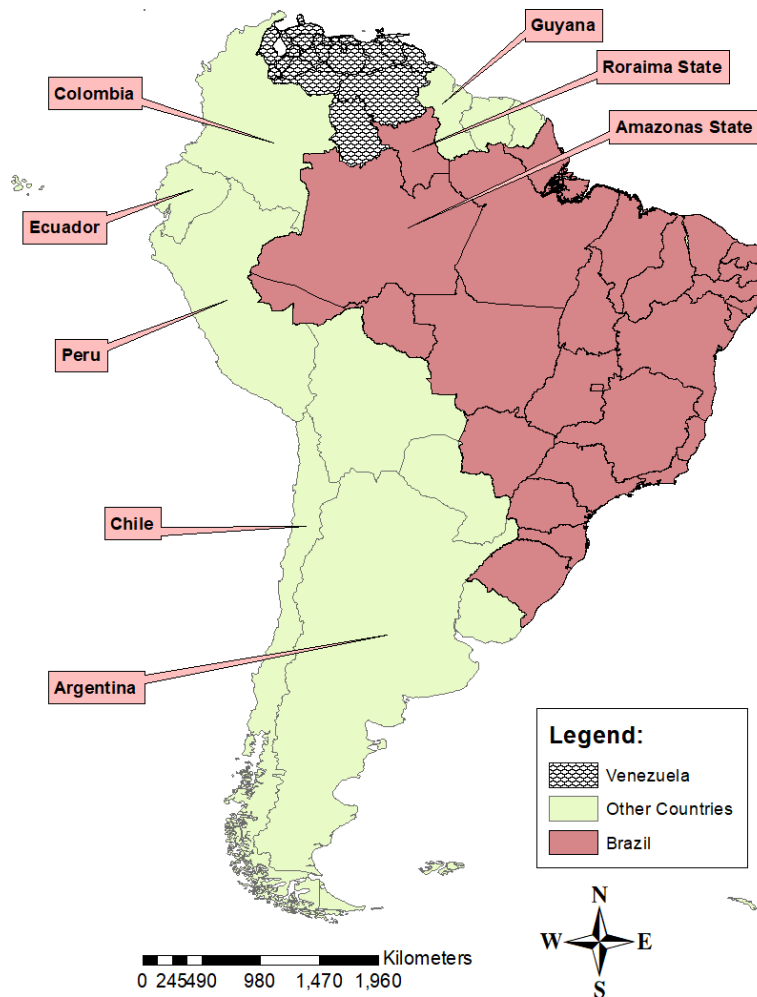 Guyana
Roraima State
Colombia
Amazonas State
Ecuador
Peru
Chile
Argentina
Legend:
Venezuela
Other Countries
Brazil
N
W E
S
Kilometers
0 245490 980 1,470 1,960